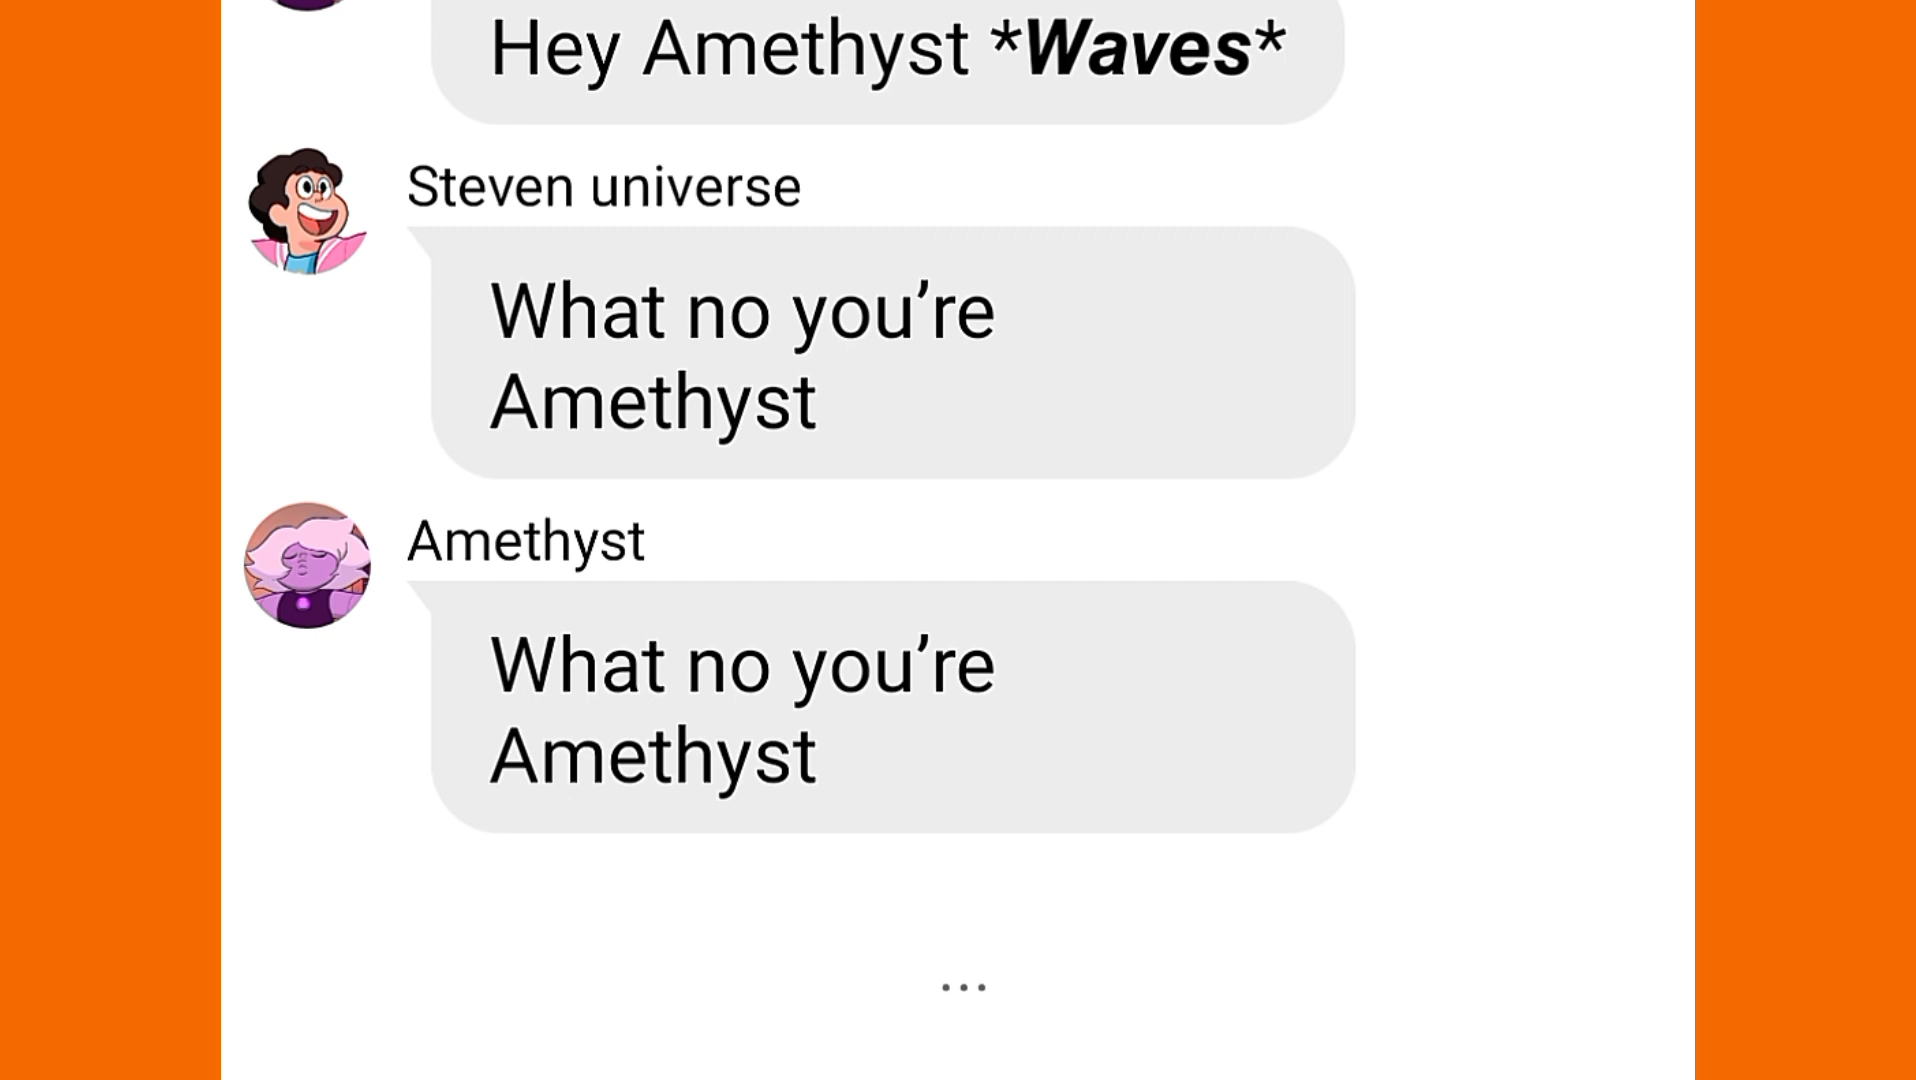 Hey Amethyst *Waves*
Steven universe
What no you’re
Amethyst
Amethyst
What no you’re
Amethyst
...